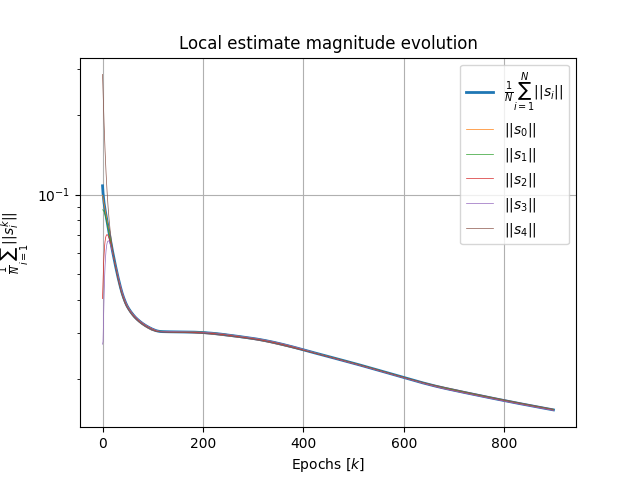 Local estimate magnitude evolution
$\frac{1}{N}\sum_{i=1}^{N}||s_i||$
$||s_0||$
$||s_1||$
$||s_2||$
$||s_3||$
$||s_4||$
$10^{-1}$
$\frac{1}{N}\sum_{i=1}^{N}||s_i^k||$
0 200 400 600 800
Epochs [$k$]